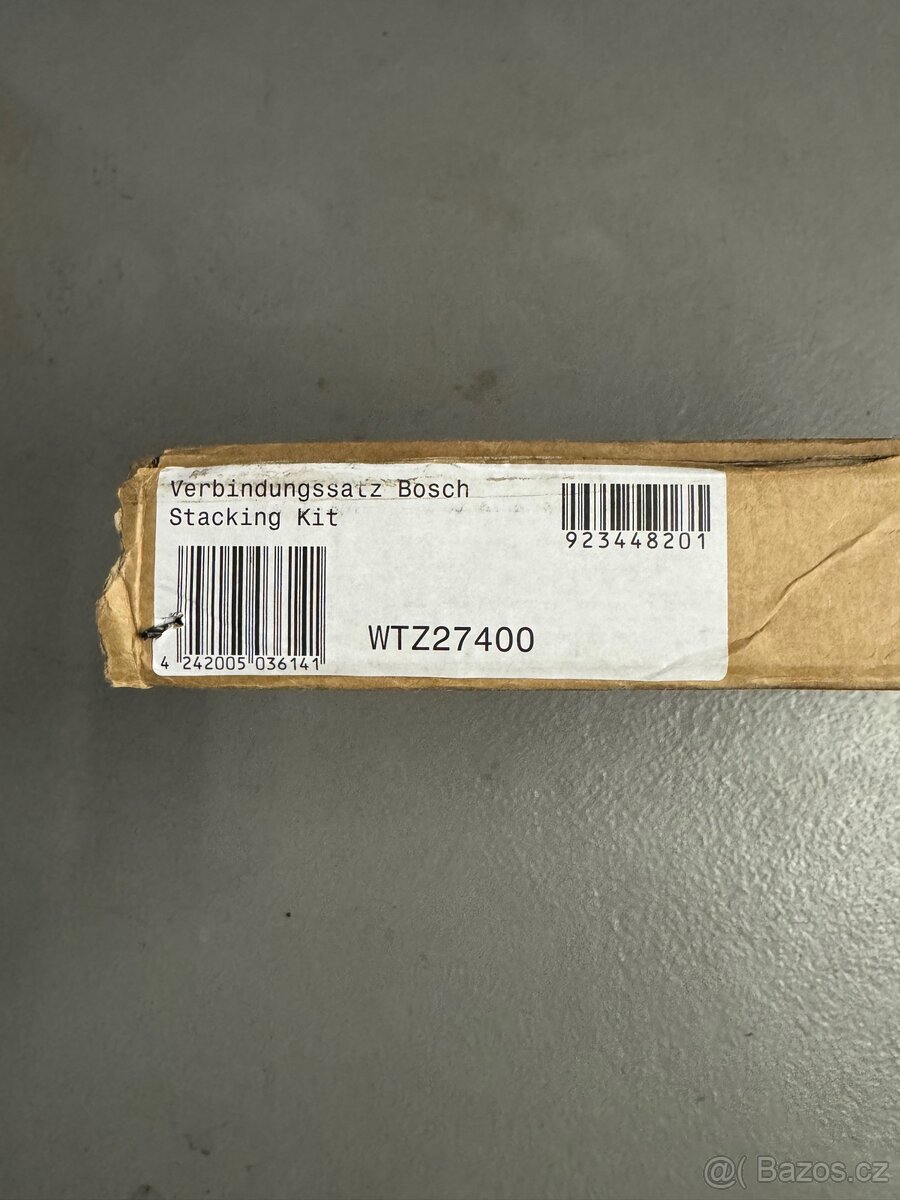 Verbindungssatz Bosch
Stacking Kit
923448201
4 242005 036141
WTZ27400
@( Bazos.cz